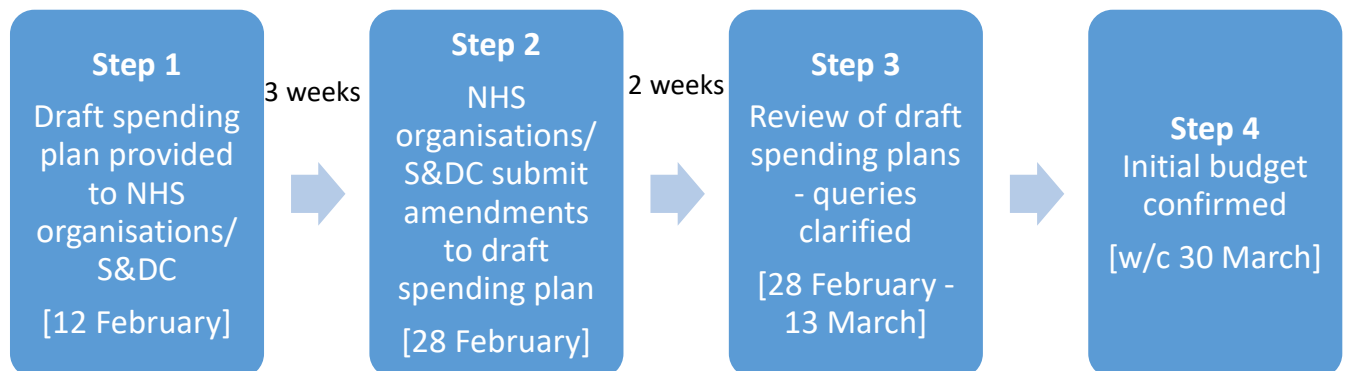 Step 1
Draft spending
plan provided
to NHS
organisations/
S&DC
[12 February]
3 weeks
Step 2
NHS
organisations/
S&DC submit
amendments
to draft
spending plan
[28 February]
2 weeks
Step 3
Review of draft
spending plans
- queries
clarified
[28 February -
13 March]
Step 4
Initial budget
confirmed
[w/c 30 March]